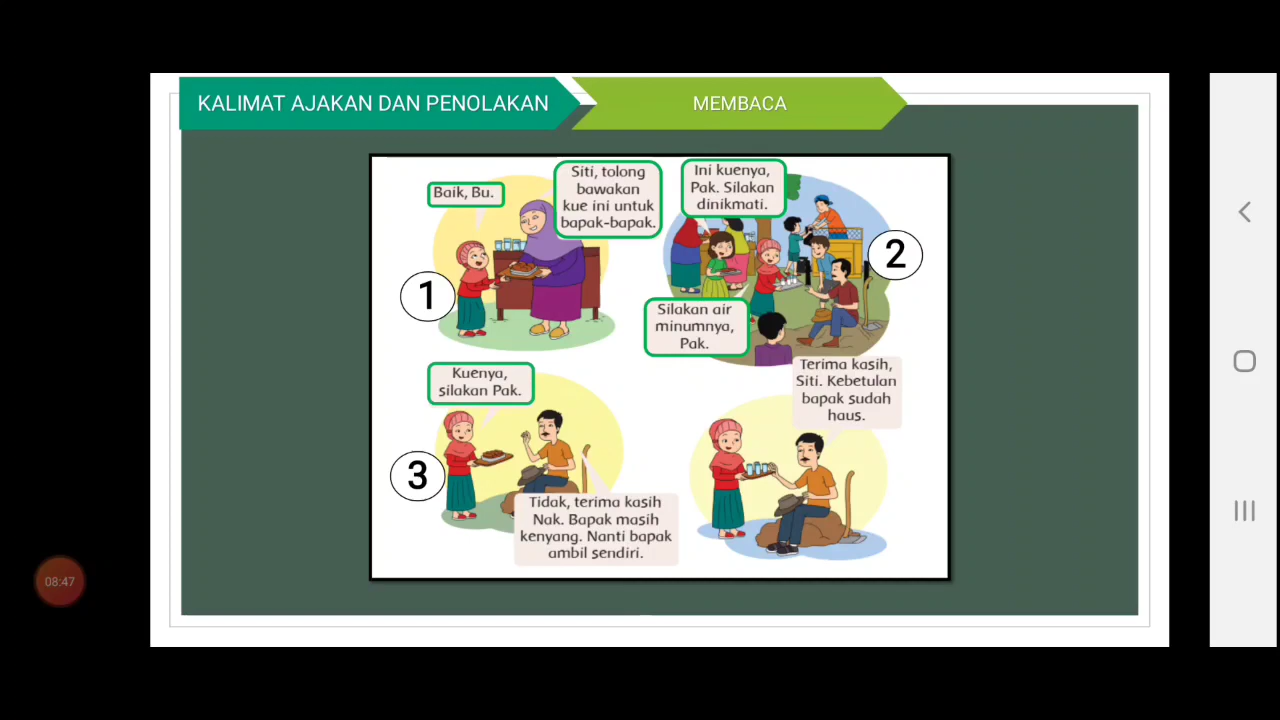 KALIMAT AJAKAN DAN PENOLAKAN
MEMBACA
Baik, Bu.
Siti, tolong
bawakan
kue ini untuk
bapak-bapak.
1
Ini kuenya,
Pak. Silakan
dinikmati.
2
Silakan air
minumnya,
Pak.
Kuenya,
silakan Pak.
3
Tidak, terima kasih
Nak. Bapak masih
kenyang. Nanti bapak
ambil sendiri.
Terima kasih,
Siti. Kebetulan
bapak sudah
haus.
08:47